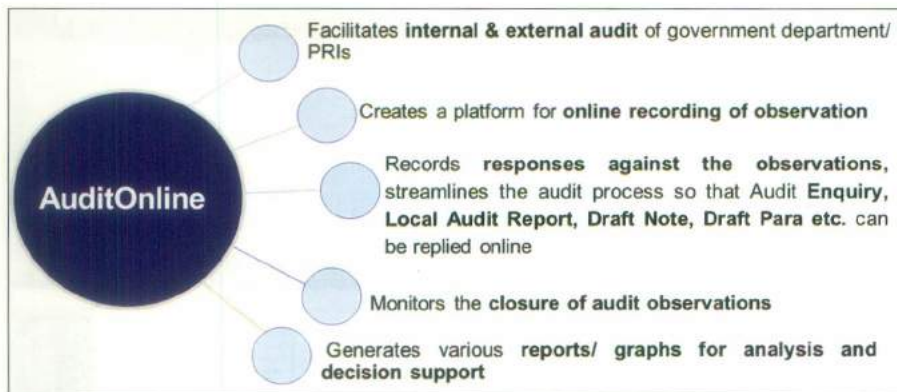 Facilitates internal & external audit of government department/
PRIs
Creates a platform for online recording of observation
Records responses against the observations,
streamlines the audit process so that Audit Enquiry,
Local Audit Report, Draft Note, Draft Para etc. can
be replied online
AuditOnline
Monitors the closure of audit observations
Generates various reports/ graphs for analysis and
decision support